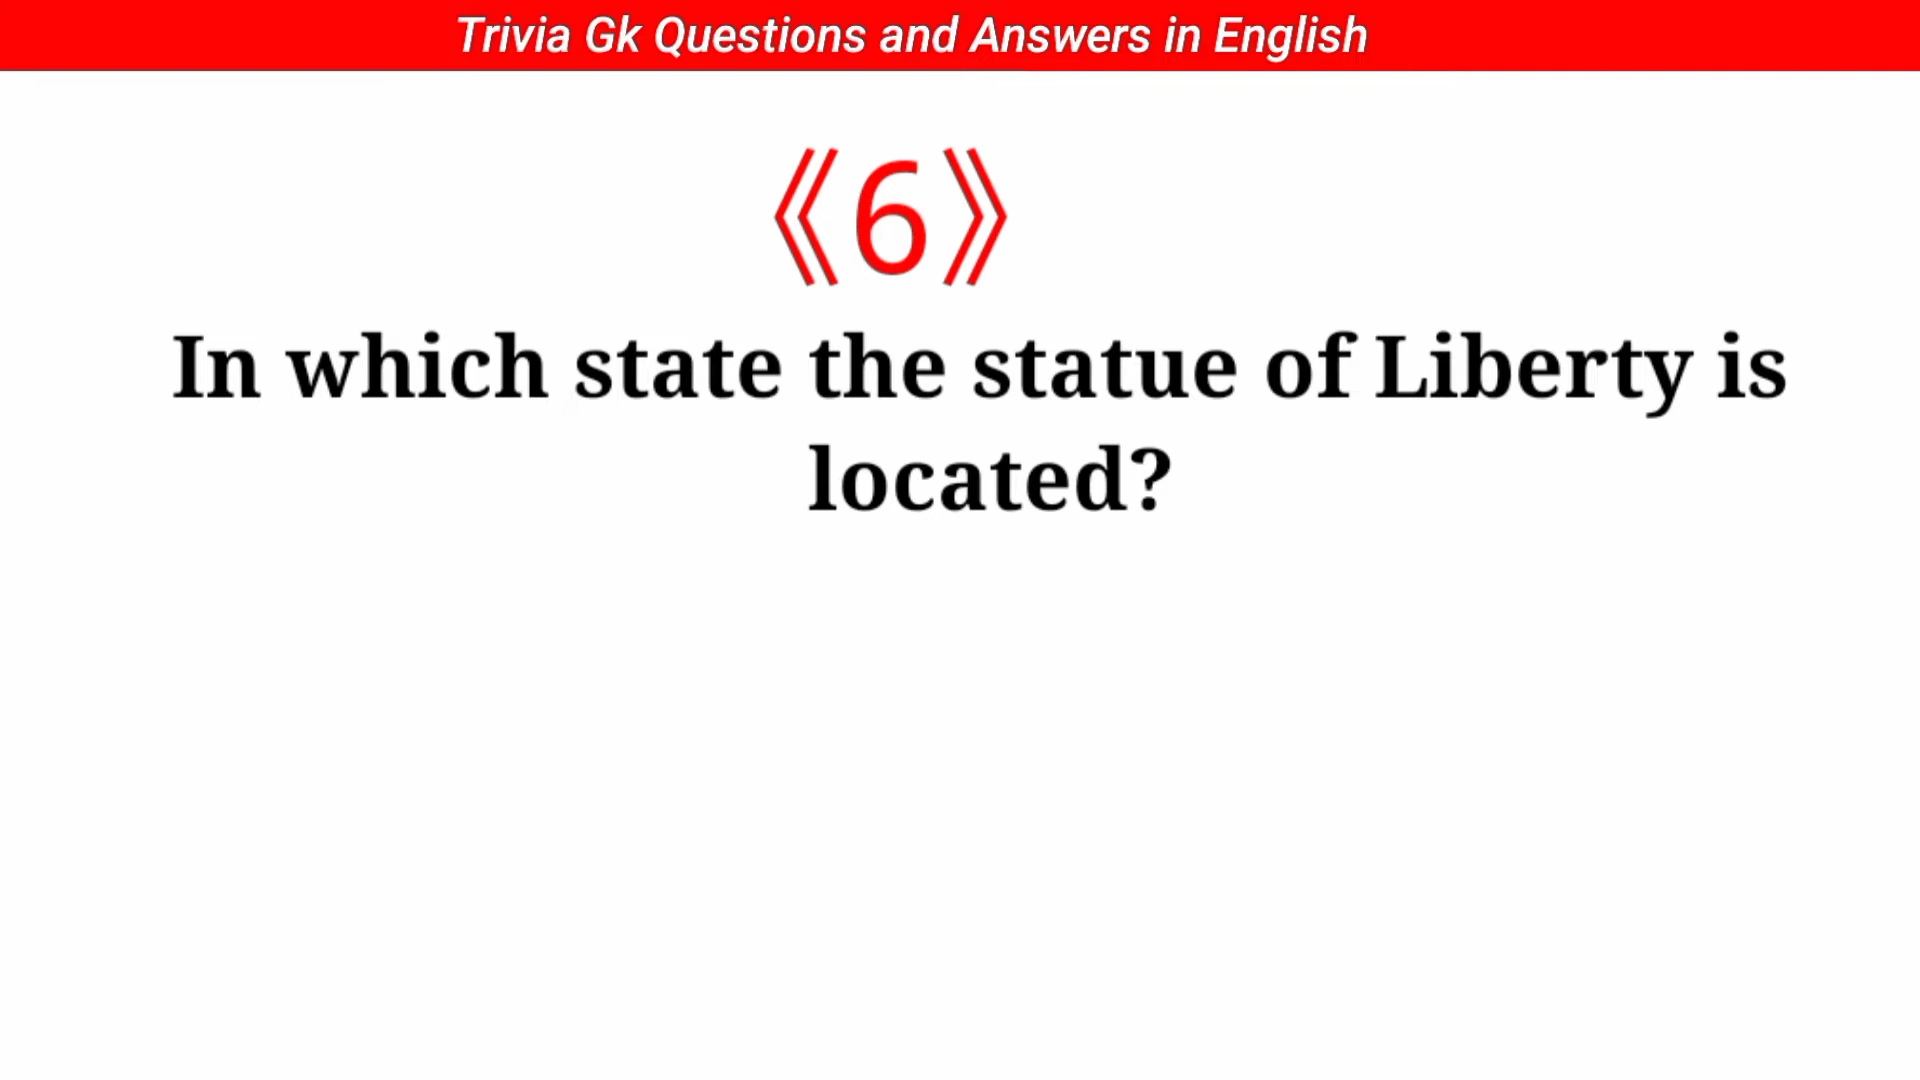 Trivia Gk Questions and Answers in English
《6》
In which state the statue of Liberty is
located?